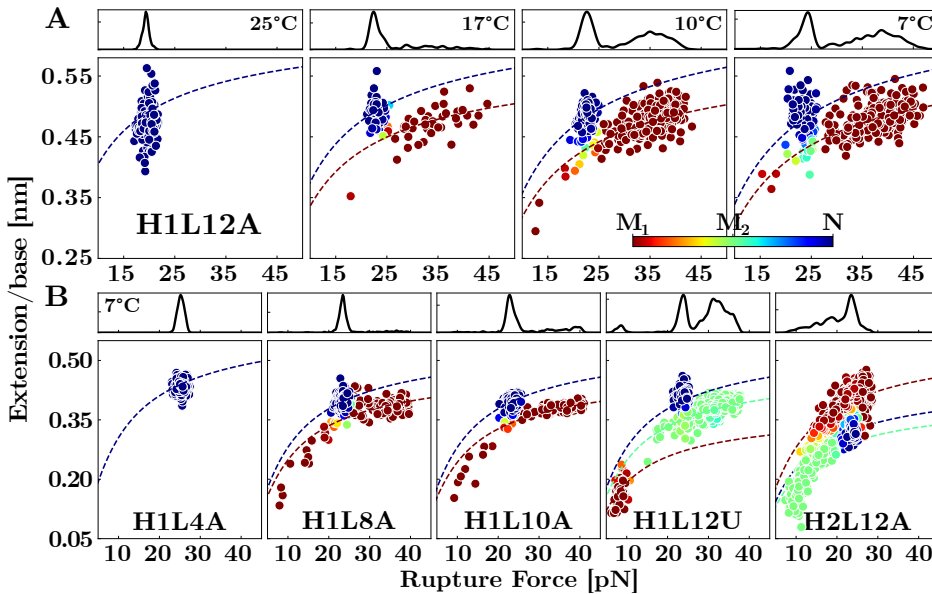 A
25°C
17°C
10°C
7°C
Extension/base [nm]
0.55
0.45
0.35
0.25
H1L12A
M₁ M₂ N
15 25 35 45
15 25 35 45
15 25 35 45
15 25 35 45
B
7°C
0.50
0.40
0.30
0.20
0.05
H1L4A
H1L8A
H1L10A
H1L12U
H2L12A
10 20 30 40
10 20 30 40
10 20 30 40
10 20 30 40
10 20 30 40
Rupture Force [pN]